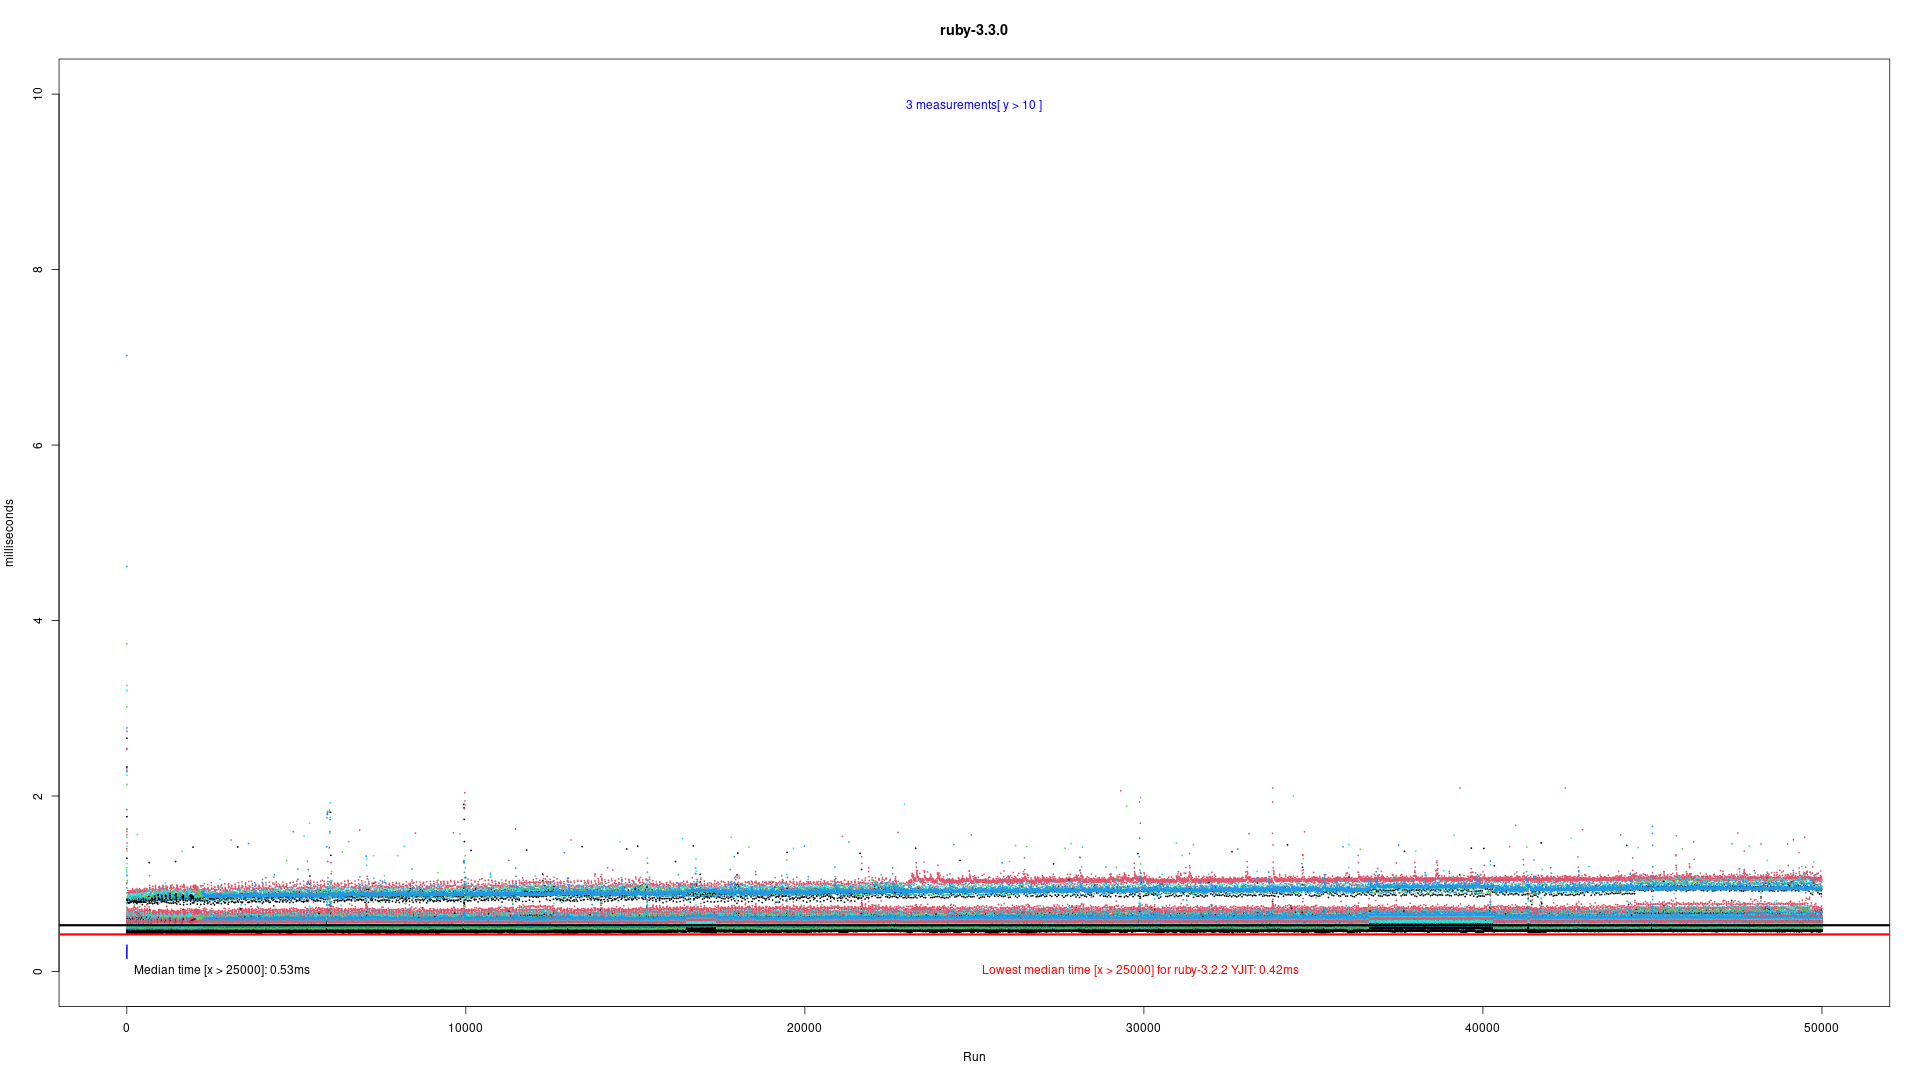 ruby-3.3.0
3 measurements[ y > 10 ]
10
8
6
4
2
0
milliseconds
Median time [x > 25000]: 0.53ms
Lowest median time [x > 25000] for ruby-3.2.2 YJIT: 0.42ms
0
10000
20000
30000
40000
50000
Run